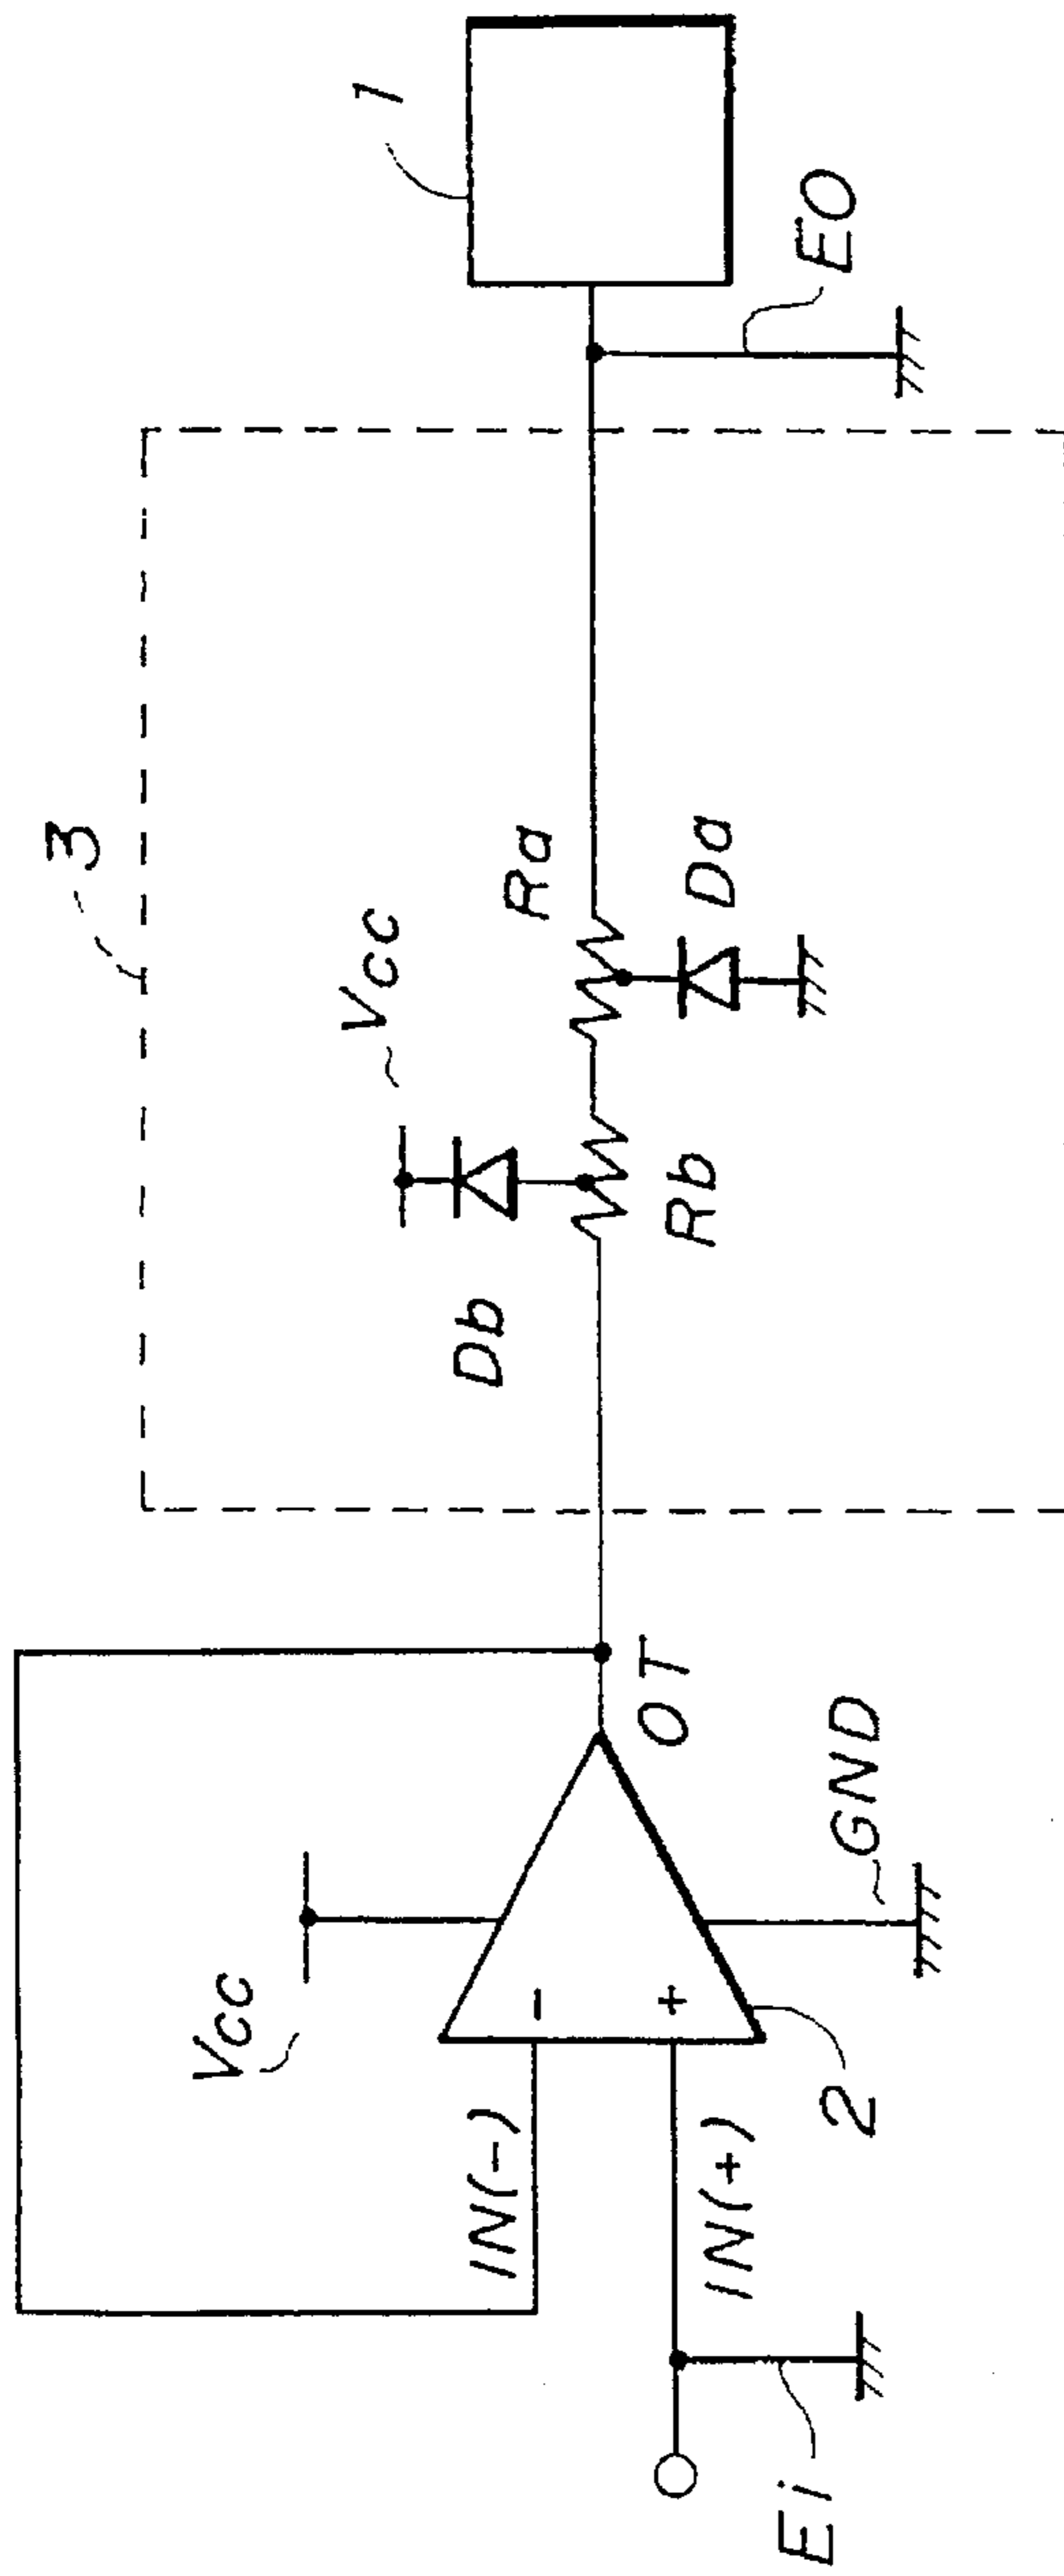 3
1
Vcc
Ra
Da
Db
Rb
EO
Vcc
IN(-)
-
+
IN(+)
OT
GND
2
Ei